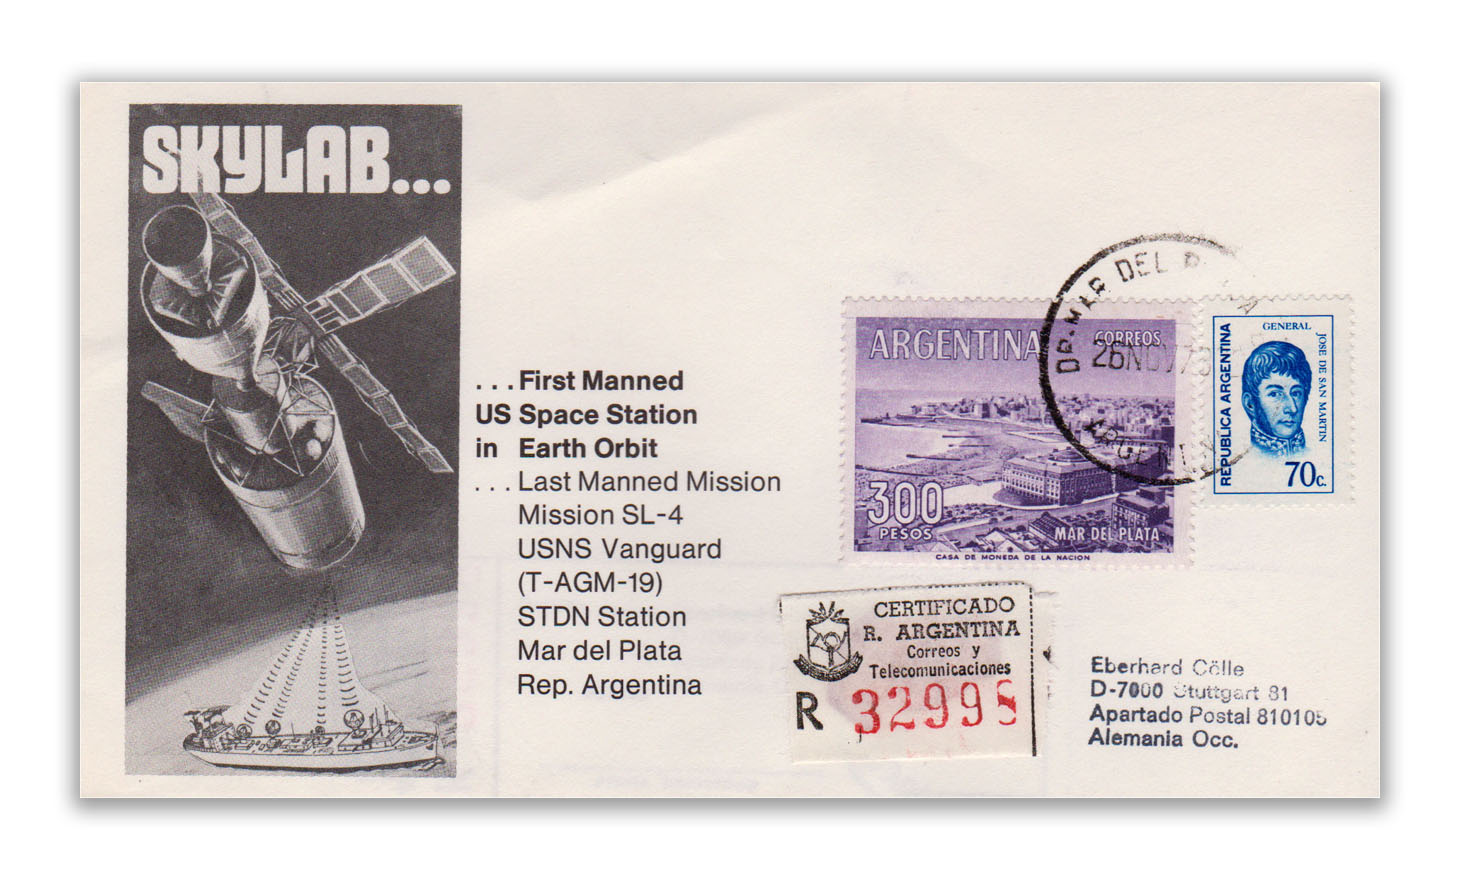 SKYLAB...
...First Manned
US Space Station
in Earth Orbit
...Last Manned Mission
Mission SL-4
USNS Vanguard
(T-AGM-19)
STDN Station
Mar del Plata
Rep. Argentina
ARGENTINA
CORREOS
300
PESOS
MAR DEL PLATA
CASA DE MONEDA DE LA NACION
MAR DEL
26NOV
REPUBLICA ARGENTINA
GENERAL
JOSE DE SAN MARTIN
70c.
CERTIFICADO
R. ARGENTINA
Correos y
Telecomunicaciones
R 32998
Eberhard Cölle
D-7000 Stuttgart 81
Apartado Postal 810105
Alemania Occ.